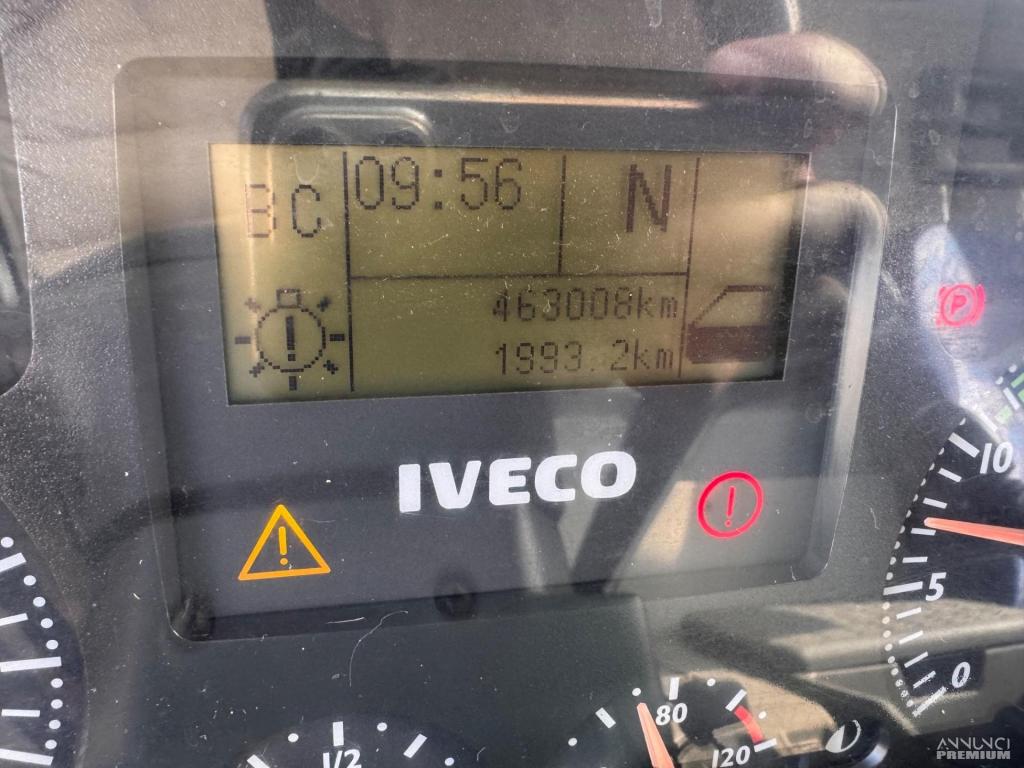 BC
09:56
N
463008km
1993.2km
P
IVECO
10
5
0
1/2
80
120
ANNUNCI
PREMIUM